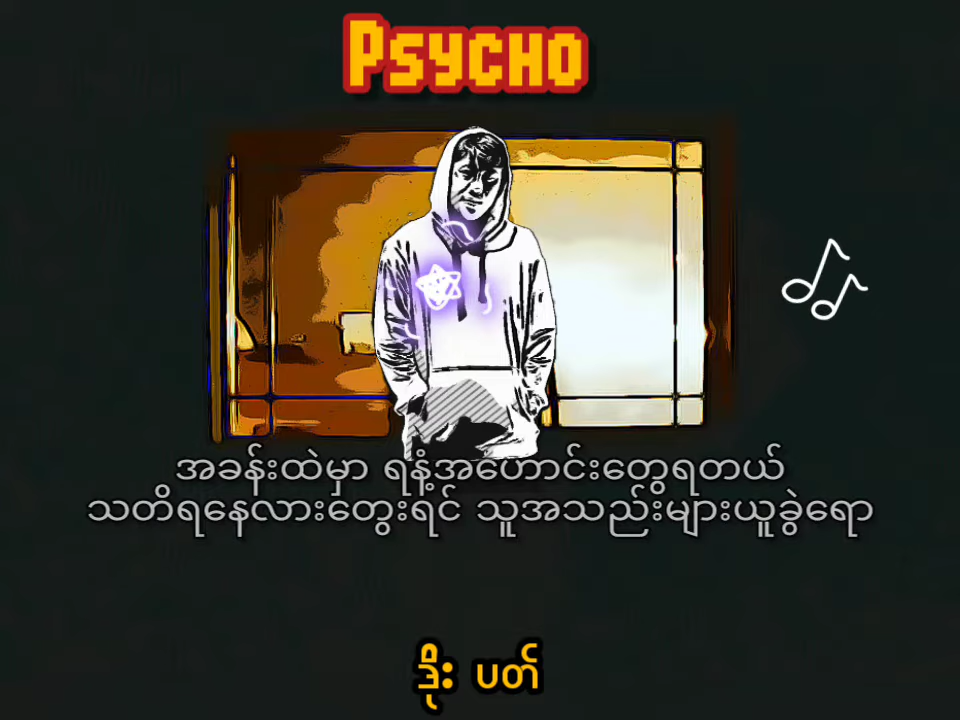 Psycho
အခန်းထဲမှာ ရနံ့အဟောင်းတွေရတယ်
သတိရနေလားတွေးရင် သူအသည်းများယူခွဲရော
ဒိုး ပတ်